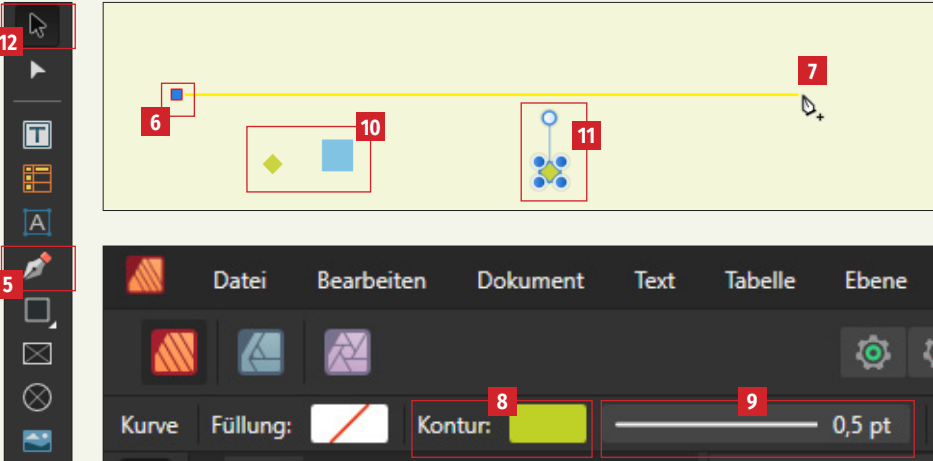 12
7
6
10
11
T
A
5
Datei Bearbeiten Dokument Text Tabelle Ebene
8
9
Kurve Füllung: Kontur: 0,5 pt